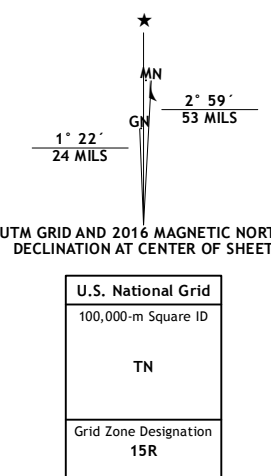 ★
MN
GN
2° 59´
53 MILS
1° 22´
24 MILS
UTM GRID AND 2016 MAGNETIC NORT
DECLINATION AT CENTER OF SHEET
U.S. National Grid
100,000-m Square ID
TN
Grid Zone Designation
15R